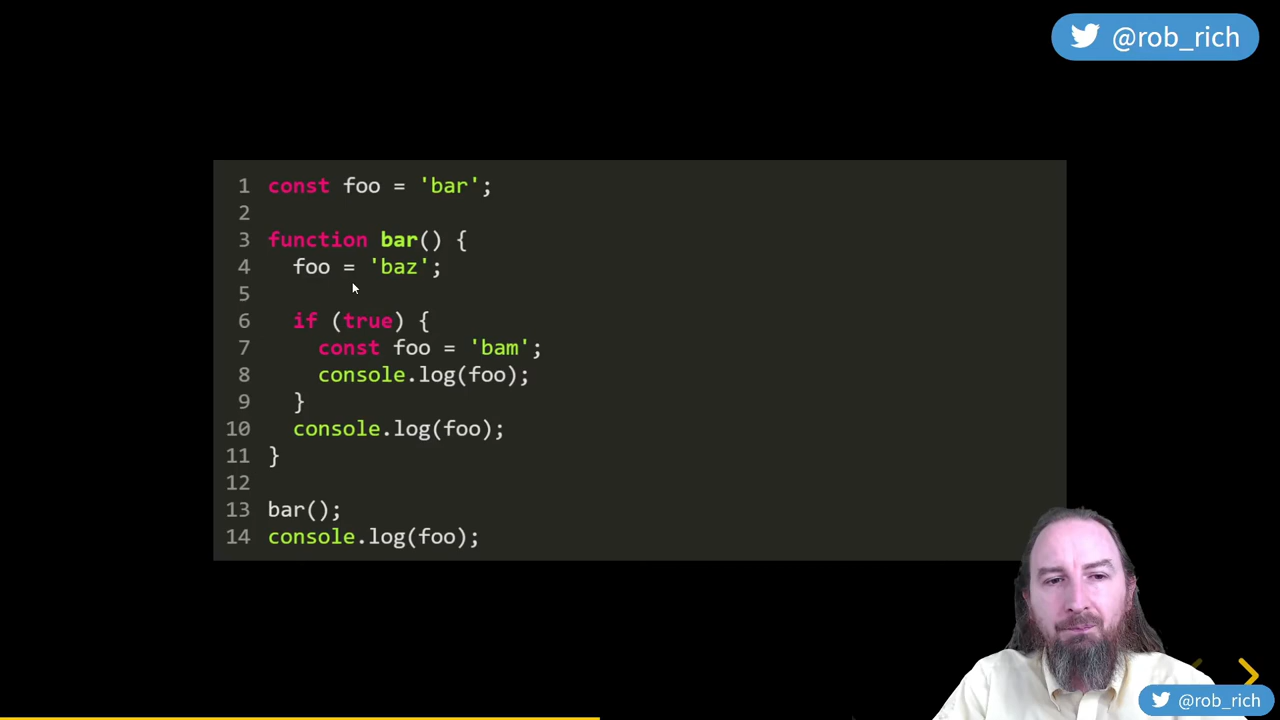 @rob_rich
1 const foo = 'bar';
2
3 function bar() {
4   foo = 'baz';
5
6   if (true) {
7     const foo = 'bam';
8     console.log(foo);
9   }
10   console.log(foo);
11 }
12
13 bar();
14 console.log(foo);
@rob_rich